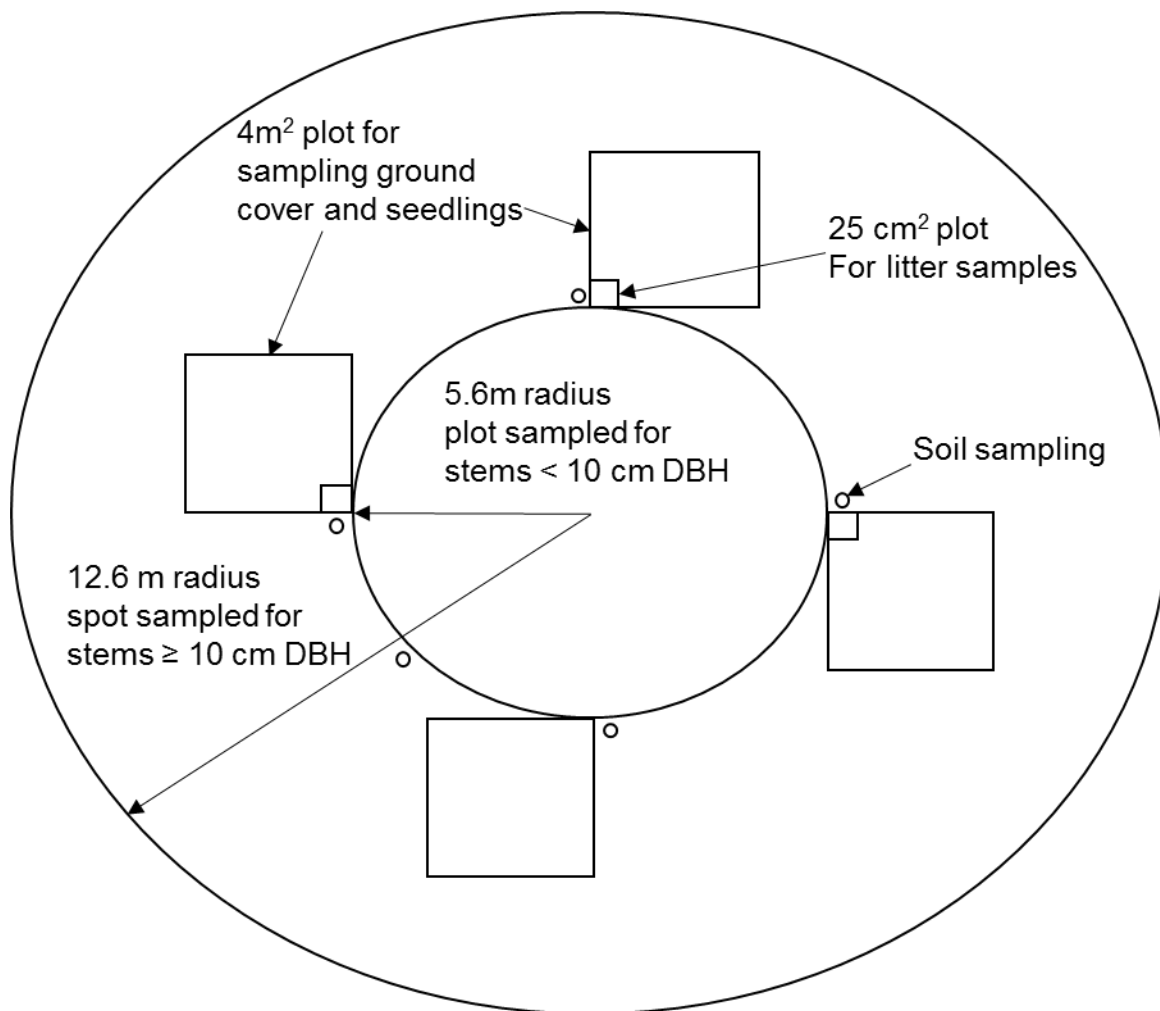 4m² plot for
sampling ground
cover and seedlings
25 cm² plot
For litter samples
5.6m radius
plot sampled for
stems < 10 cm DBH
Soil sampling
12.6 m radius
spot sampled for
stems ≥ 10 cm DBH